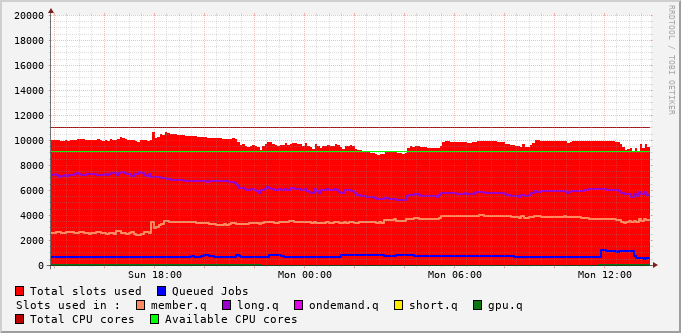 20000
18000
16000
14000
12000
10000
8000
6000
4000
2000
0
Sun 18:00 Mon 00:00 Mon 06:00 Mon 12:00
RRDTOOL / TOBI OETIKER
Total slots used Queued Jobs
Slots used in : member.q long.q ondemand.q short.q gpu.q
Total CPU cores Available CPU cores